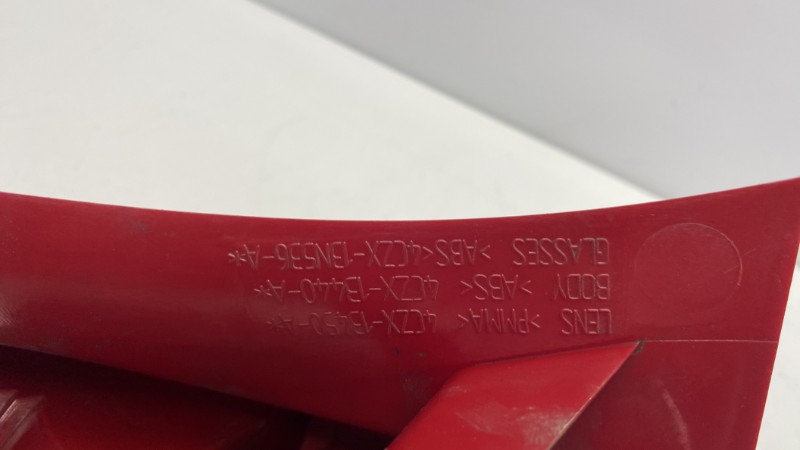 LENS >PMMA< 4CZX-13450-A**
BODY >ABS< 4CZX-13440-A**
GLASSES >ABS<4CZX-13N536-A**